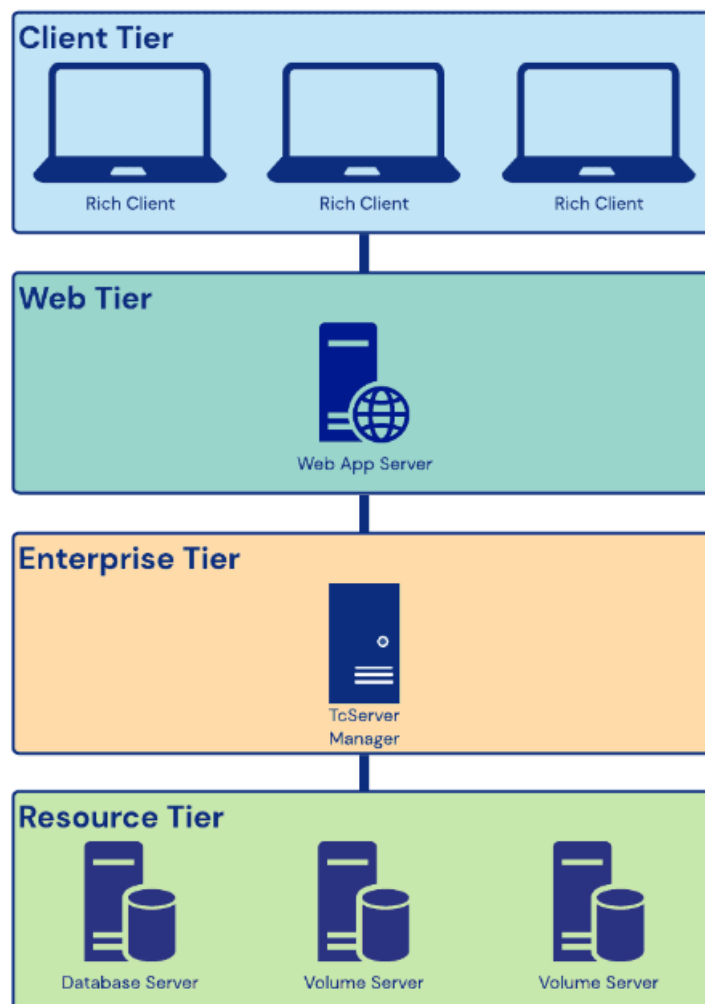 Client Tier
Rich Client
Rich Client
Rich Client
Web Tier
Web App Server
Enterprise Tier
TcServer
Manager
Resource Tier
Database Server
Volume Server
Volume Server